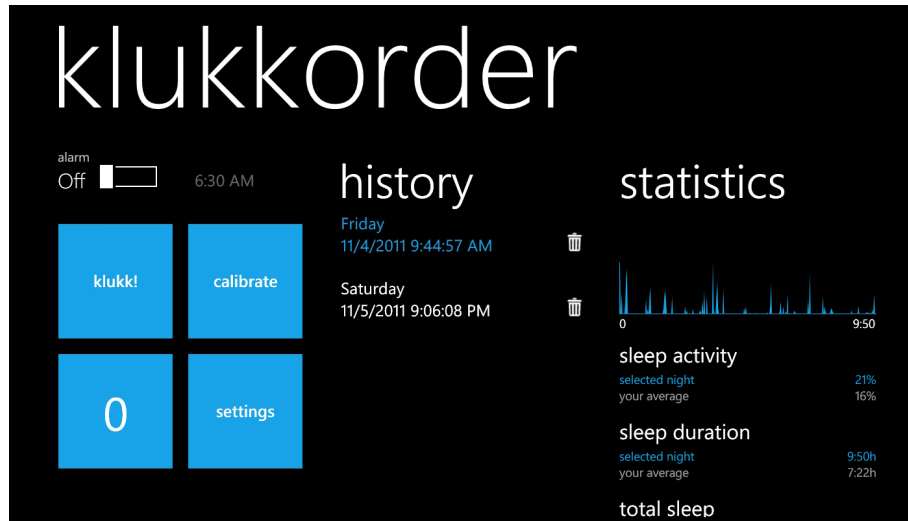 klukkorder
alarm
Off
6:30 AM
klukk!
calibrate
0
settings
history
Friday
11/4/2011 9:44:57 AM
Saturday
11/5/2011 9:06:08 PM
statistics
0 9:50
sleep activity
selected night 21%
your average 16%
sleep duration
selected night 9:50h
your average 7:22h
total sleep